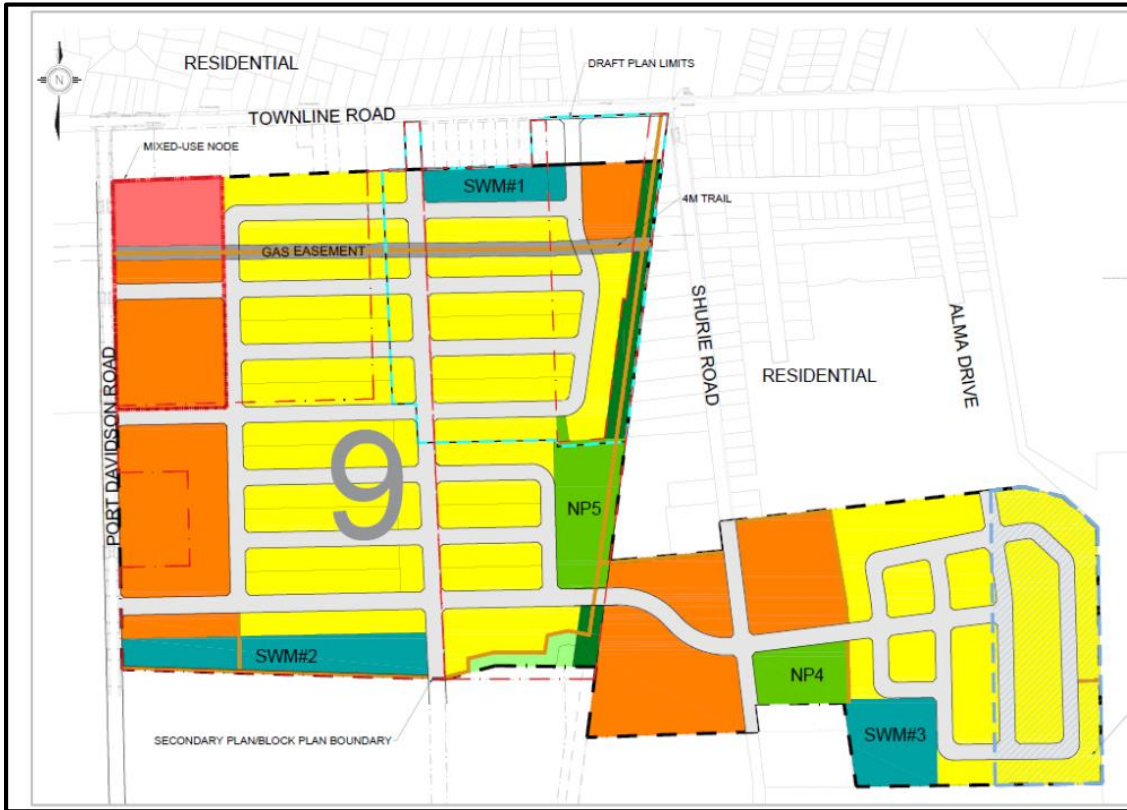 RESIDENTIAL
DRAFT PLAN LIMITS
N
TOWNLINE ROAD
MIXED-USE NODE
SWM#1
4M TRAIL
GAS EASEMENT
SHURIE ROAD
ALMA DRIVE
PORT DAVIDSON ROAD
RESIDENTIAL
9
NP5
SWM#2
NP4
SWM#3
SECONDARY PLAN/BLOCK PLAN BOUNDARY